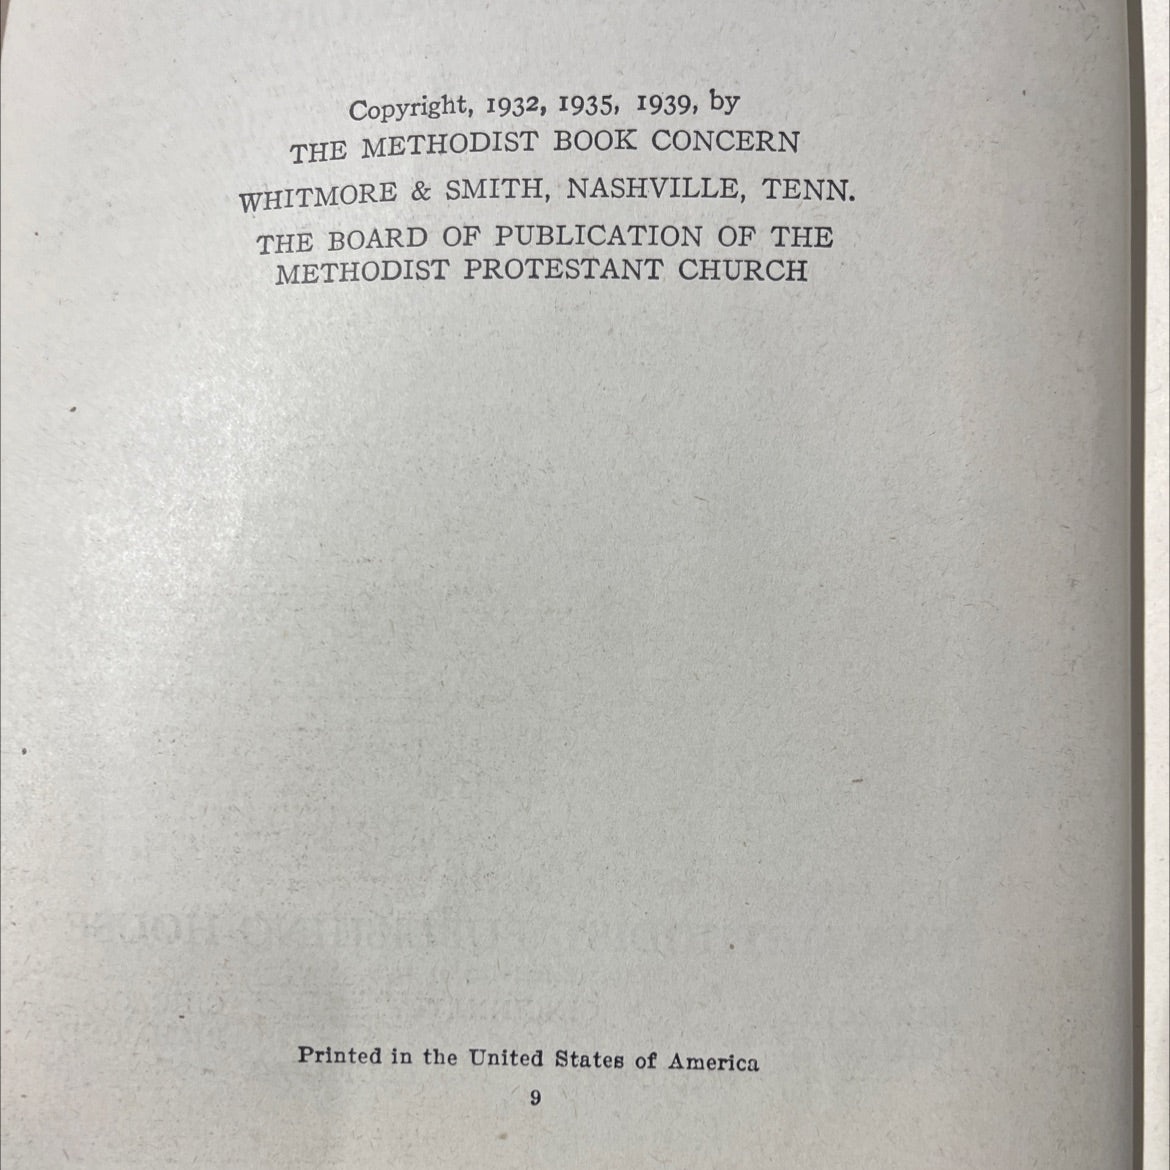 Copyright, 1932, 1935, 1939, by
THE METHODIST BOOK CONCERN
WHITMORE & SMITH, NASHVILLE, TENN.
THE BOARD OF PUBLICATION OF THE
METHODIST PROTESTANT CHURCH
Printed in the United States of America
9